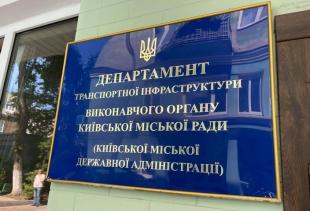 ДЕПАРТАМЕНТ
ТРАНСПОРТНОЇ ІНФРАСТРУКТУРИ
ВИКОНАВЧОГО ОРГАНУ
КИЇВСЬКОЇ МІСЬКОЇ РАДИ
(КИЇВСЬКОЇ МІСЬКОЇ
ДЕРЖАВНОЇ АДМІНІСТРАЦІЇ)